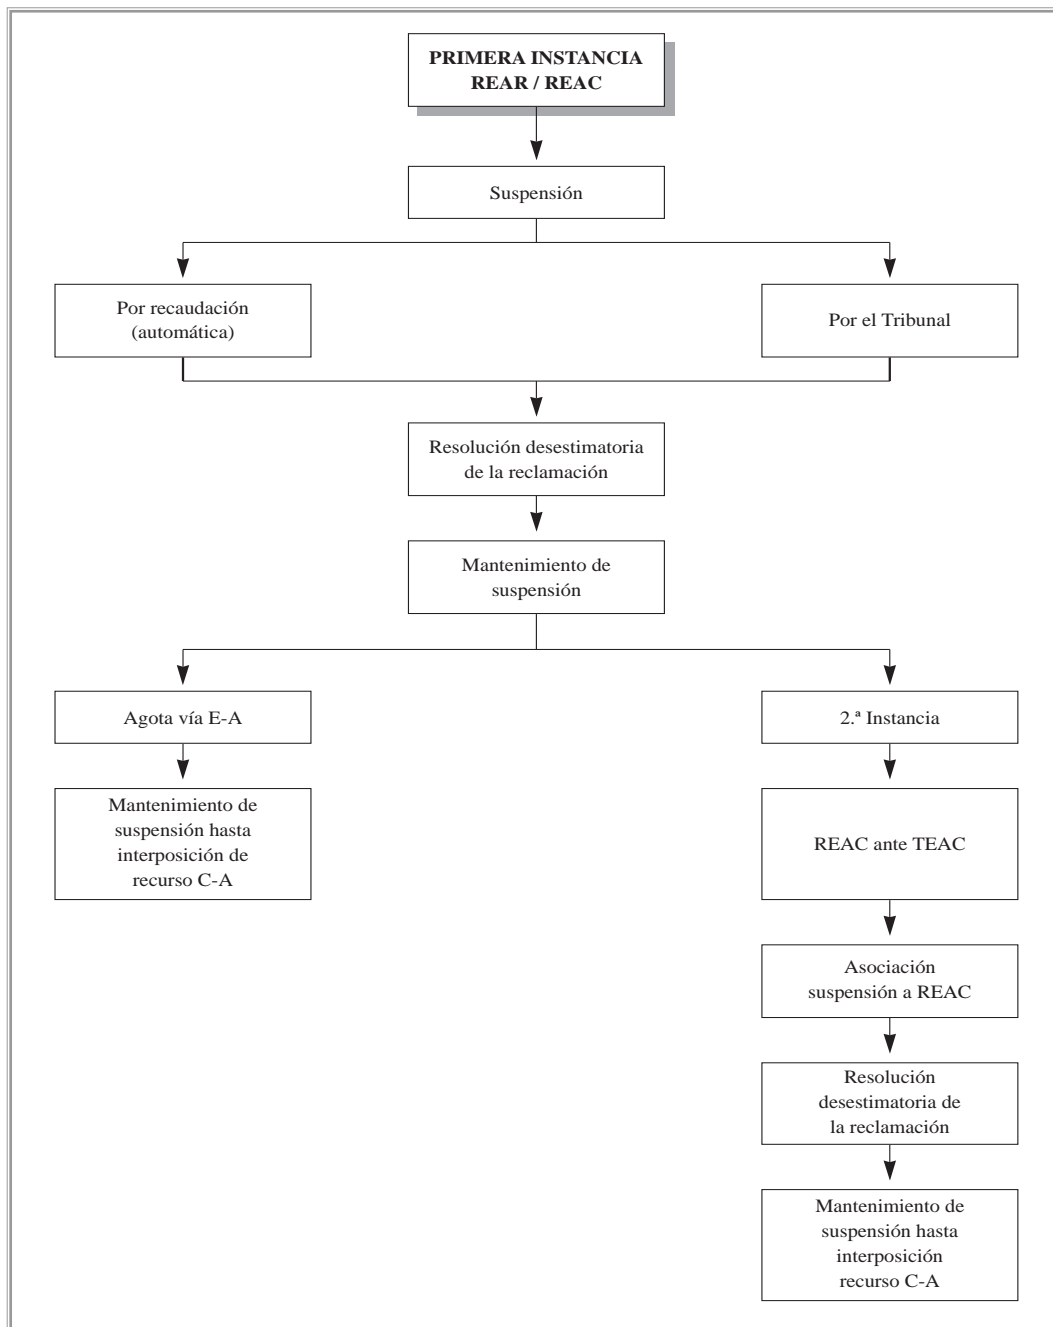 PRIMERA INSTANCIA
REAR / REAC
Suspensión
Por recaudación
(automática)
Por el Tribunal
Resolución desestimatoria
de la reclamación
Mantenimiento de
suspensión
Agota vía E-A
2.ª Instancia
Mantenimiento de
suspensión hasta
interposición de
recurso C-A
REAC ante TEAC
Asociación
suspensión a REAC
Resolución
desestimatoria de
la reclamación
Mantenimiento de
suspensión hasta
interposición
recurso C-A